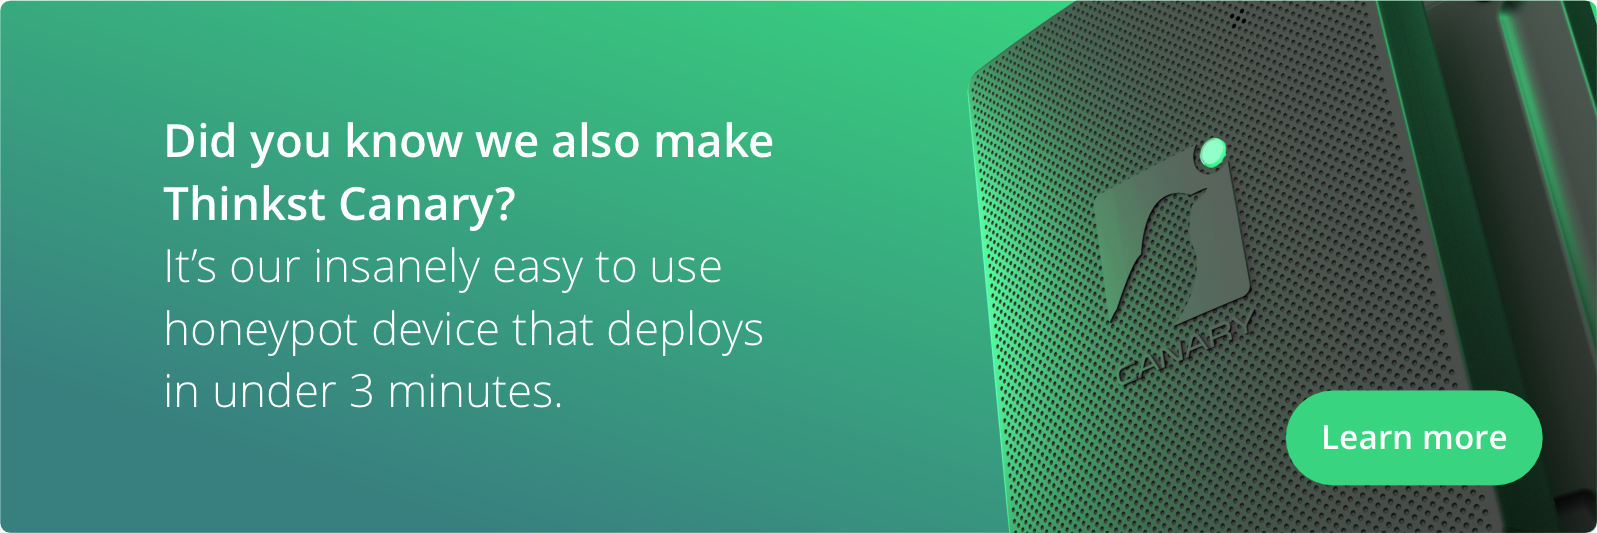 Did you know we also make
Thinkst Canary?
It’s our insanely easy to use
honeypot device that deploys
in under 3 minutes.
CANARY
Learn more